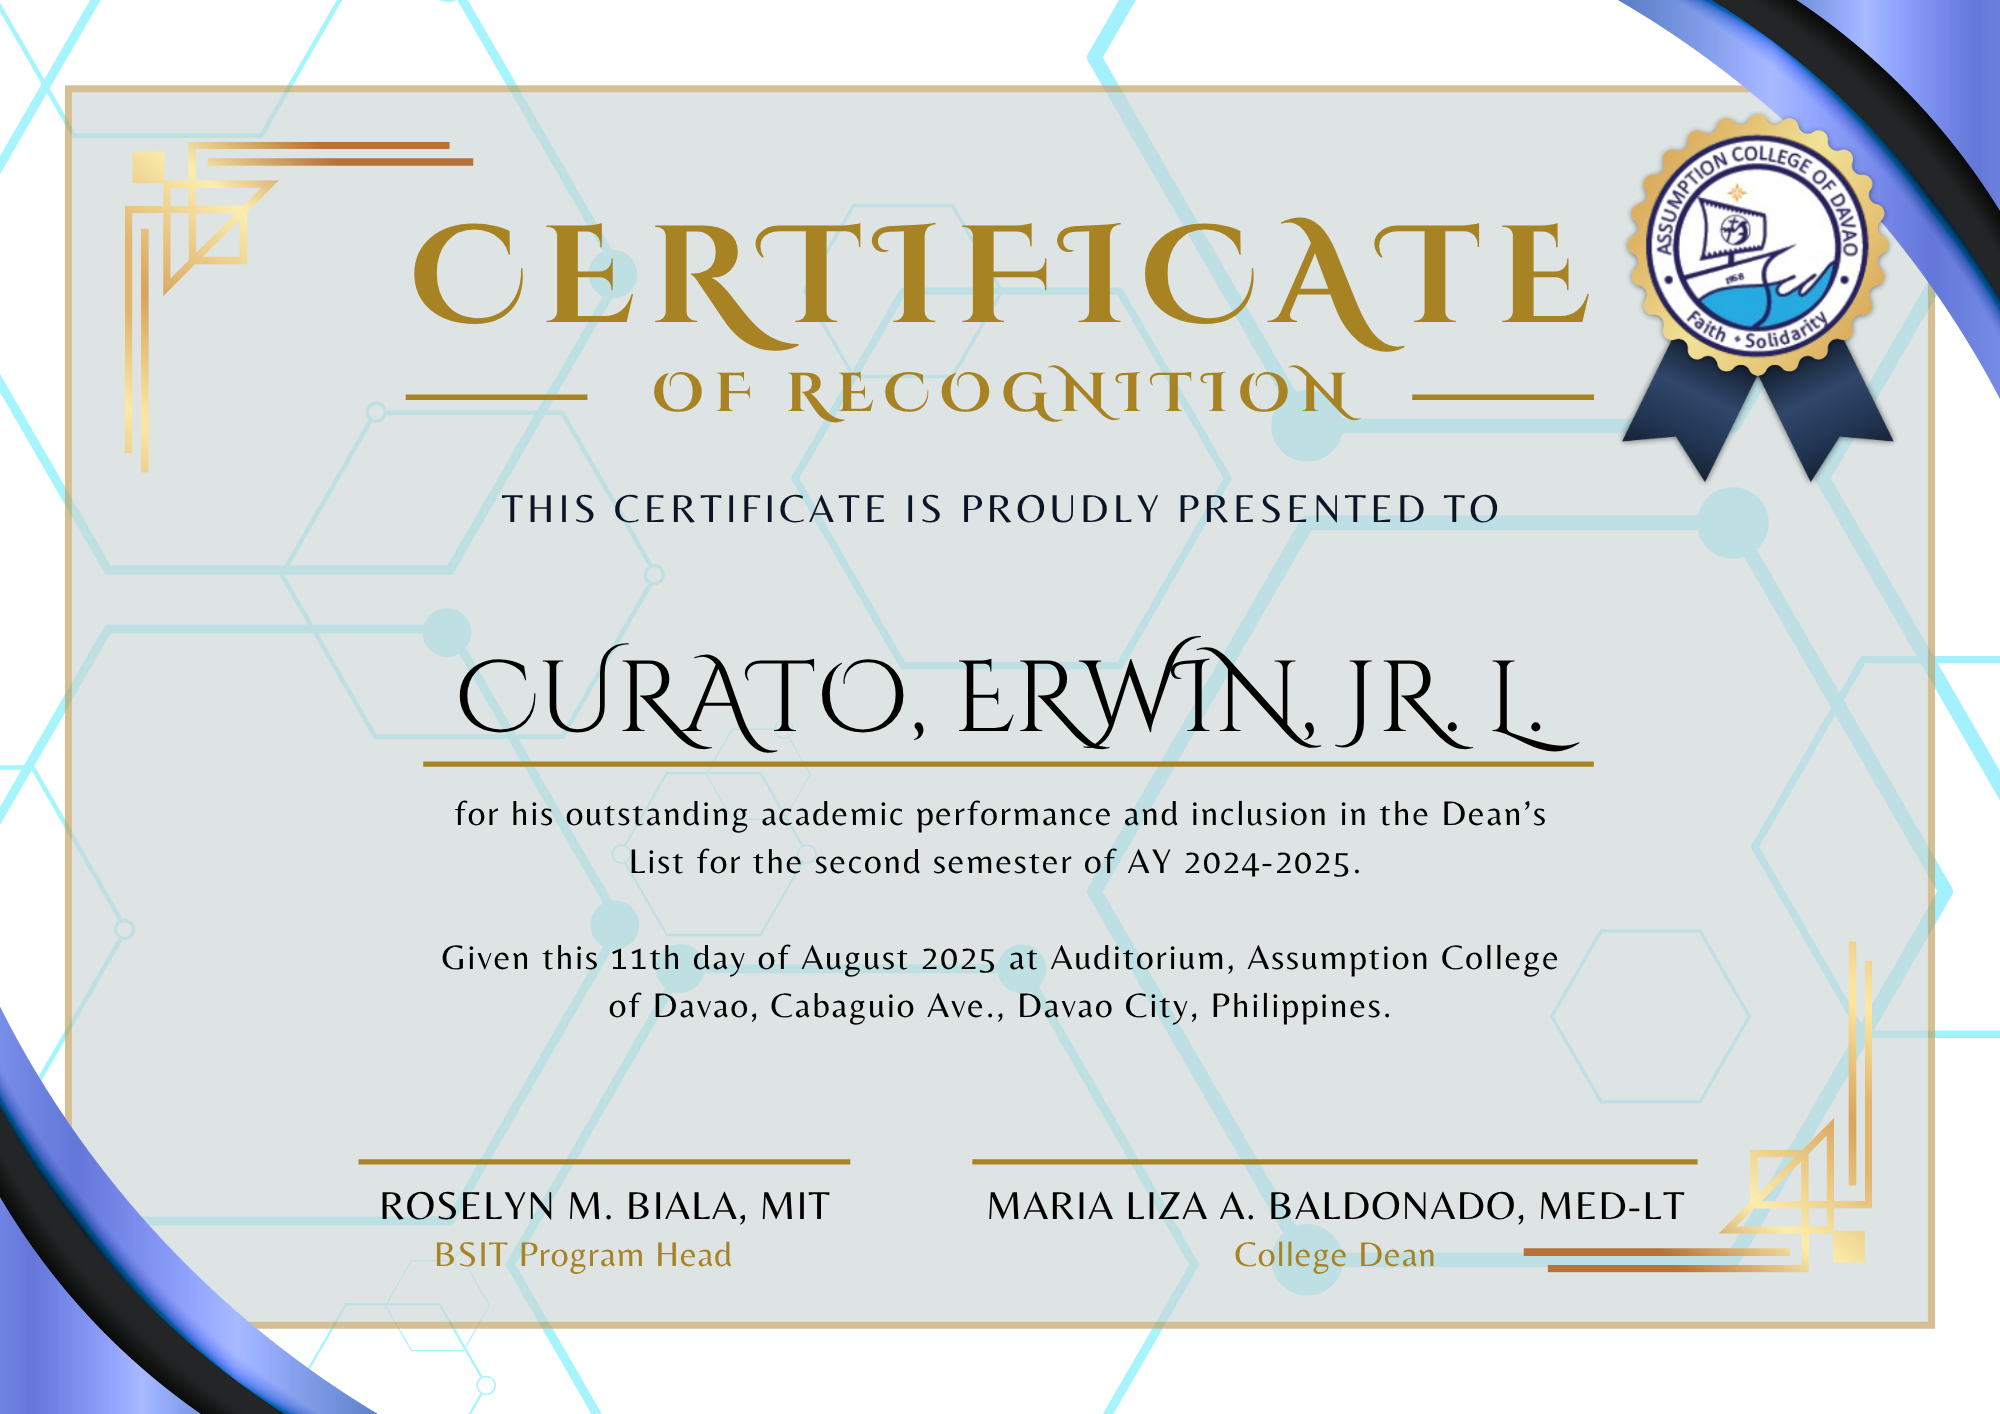 CERTIFICATE
OF RECOGNITION
ASSUMPTION COLLEGE OF DAVAO
1958
Faith • Solidarity
THIS CERTIFICATE IS PROUDLY PRESENTED TO
CURATO, ERWIN, JR. L.
for his outstanding academic performance and inclusion in the Dean’s
List for the second semester of AY 2024-2025.
Given this 11th day of August 2025 at Auditorium, Assumption College
of Davao, Cabaguio Ave., Davao City, Philippines.
ROSELYN M. BIALA, MIT
BSIT Program Head
MARIA LIZA A. BALDONADO, MED-LT
College Dean